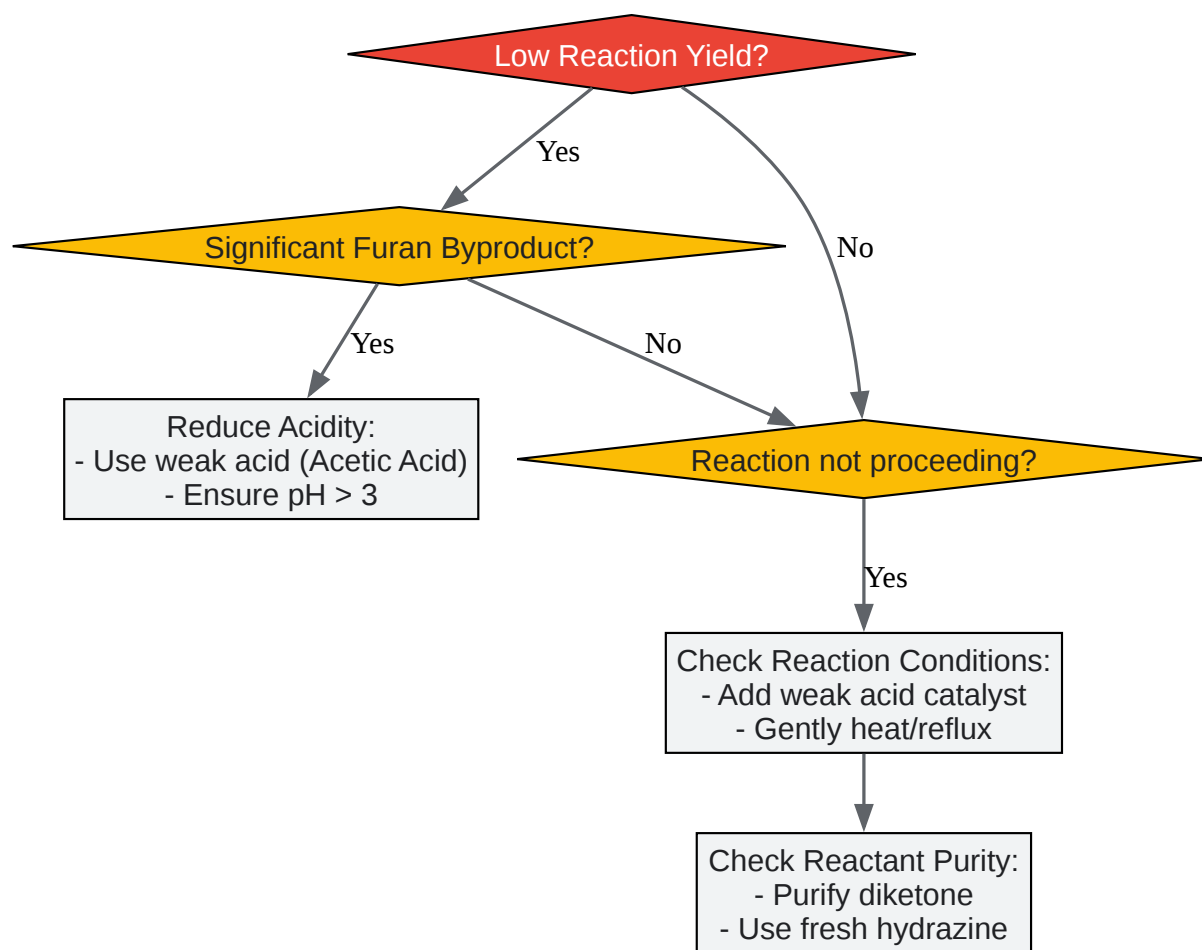 Low Reaction Yield?
Yes
Significant Furan Byproduct?
No
Yes
No
Reduce Acidity:
- Use weak acid (Acetic Acid)
- Ensure pH > 3
Reaction not proceeding?
Yes
Check Reaction Conditions:
- Add weak acid catalyst
- Gently heat/reflux
Check Reactant Purity:
- Purify diketone
- Use fresh hydrazine